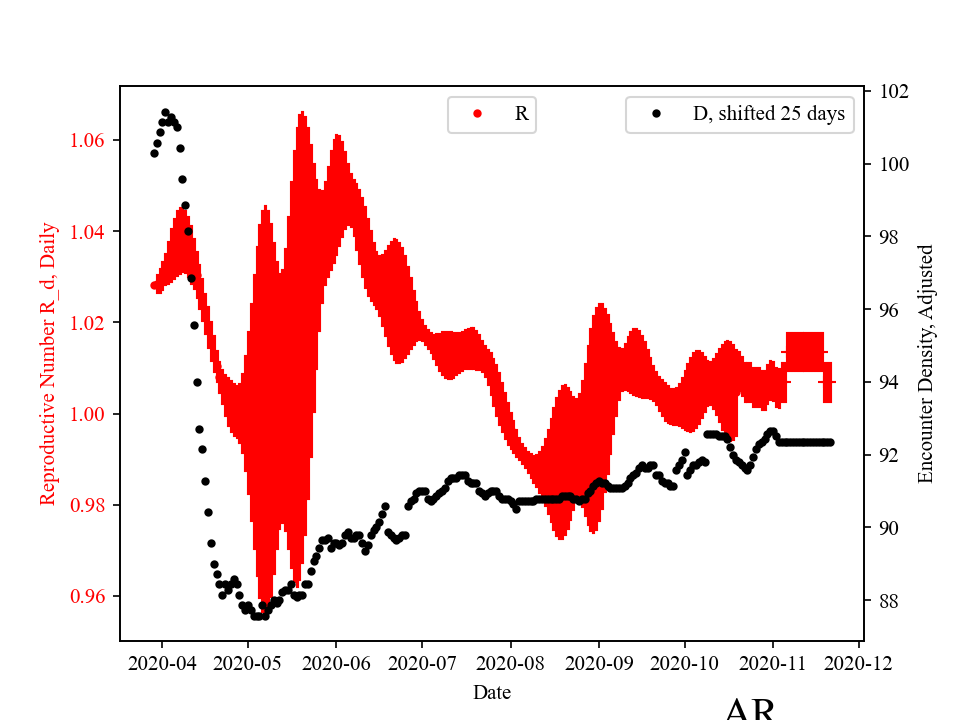 R
D, shifted 25 days
1.06
1.04
1.02
1.00
0.98
0.96
Reproductive Number R_d, Daily
102
100
98
96
94
92
90
88
Encounter Density, Adjusted
2020-04 2020-05 2020-06 2020-07 2020-08 2020-09 2020-10 2020-11 2020-12
Date
AR